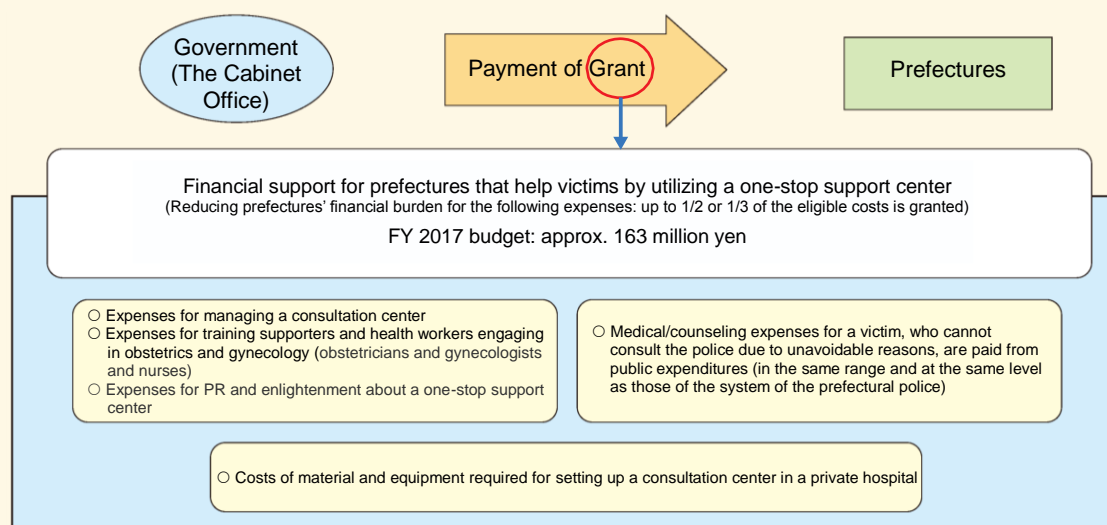 Government
(The Cabinet
Office)
Payment of Grant
Prefectures
Financial support for prefectures that help victims by utilizing a one-stop support center
(Reducing prefectures' financial burden for the following expenses: up to 1/2 or 1/3 of the eligible costs is granted)
FY 2017 budget: approx. 163 million yen
○ Expenses for managing a consultation center
○ Expenses for training supporters and health workers engaging
in obstetrics and gynecology (obstetricians and gynecologists
and nurses)
○ Expenses for PR and enlightenment about a one-stop support
center
○ Medical/counseling expenses for a victim, who cannot
consult the police due to unavoidable reasons, are paid from
public expenditures (in the same range and at the same level
as those of the system of the prefectural police)
○ Costs of material and equipment required for setting up a consultation center in a private hospital